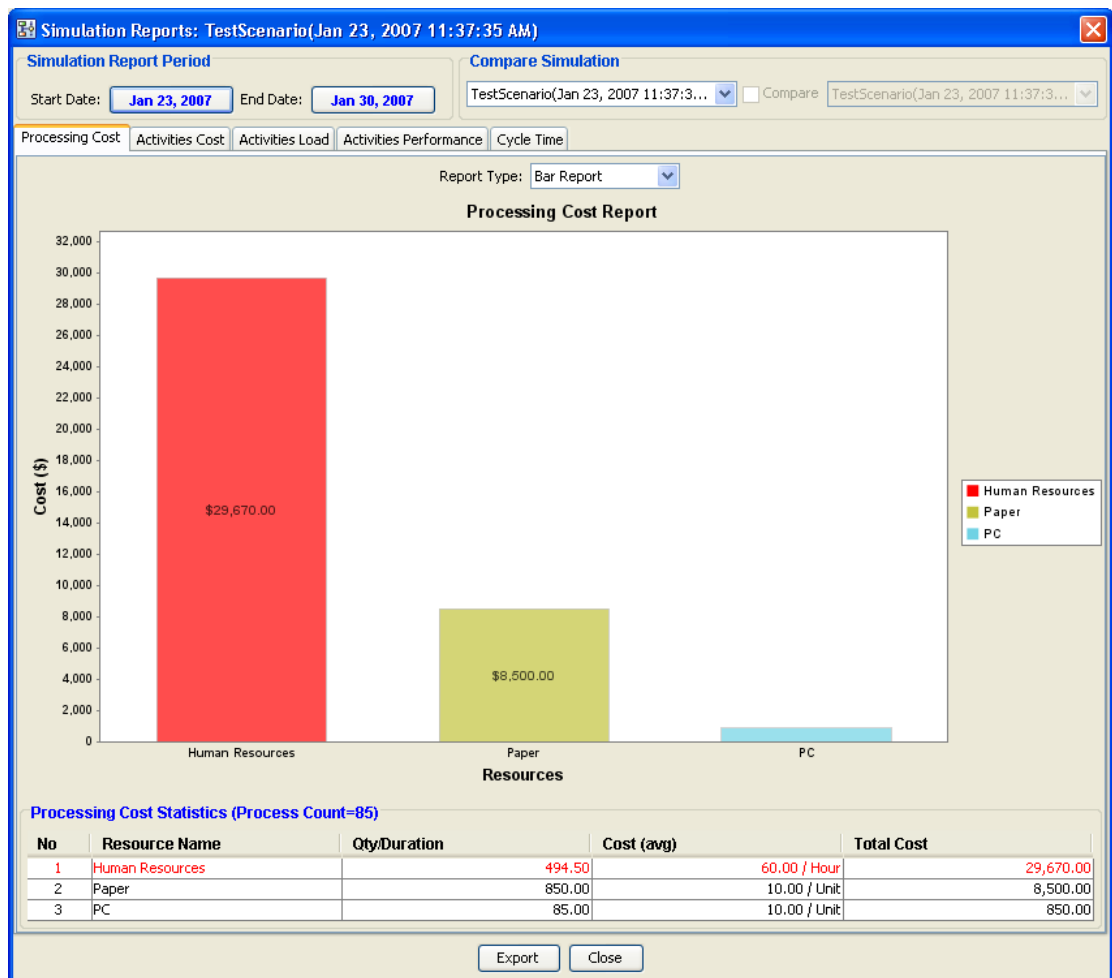 Simulation Reports: TestScenario(Jan 23, 2007 11:37:35 AM)
Simulation Report Period
Compare Simulation
Start Date: Jan 23, 2007 End Date: Jan 30, 2007
TestScenario(Jan 23, 2007 11:37:3... Compare TestScenario(Jan 23, 2007 11:37:3...
Processing Cost Activities Cost Activities Load Activities Performance Cycle Time
Report Type: Bar Report
Processing Cost Report
32,000
30,000
28,000
26,000
24,000
22,000
20,000
18,000
16,000
14,000
12,000
10,000
8,000
6,000
4,000
2,000
0
Cost ($)
$29,670.00
$8,500.00
Human Resources
Paper
PC
Human Resources Paper PC
Resources
Processing Cost Statistics (Process Count=85)
No Resource Name Qty/Duration Cost (avg) Total Cost
1 Human Resources 494.50 60.00 / Hour 29,670.00
2 Paper 850.00 10.00 / Unit 8,500.00
3 PC 85.00 10.00 / Unit 850.00
Export Close